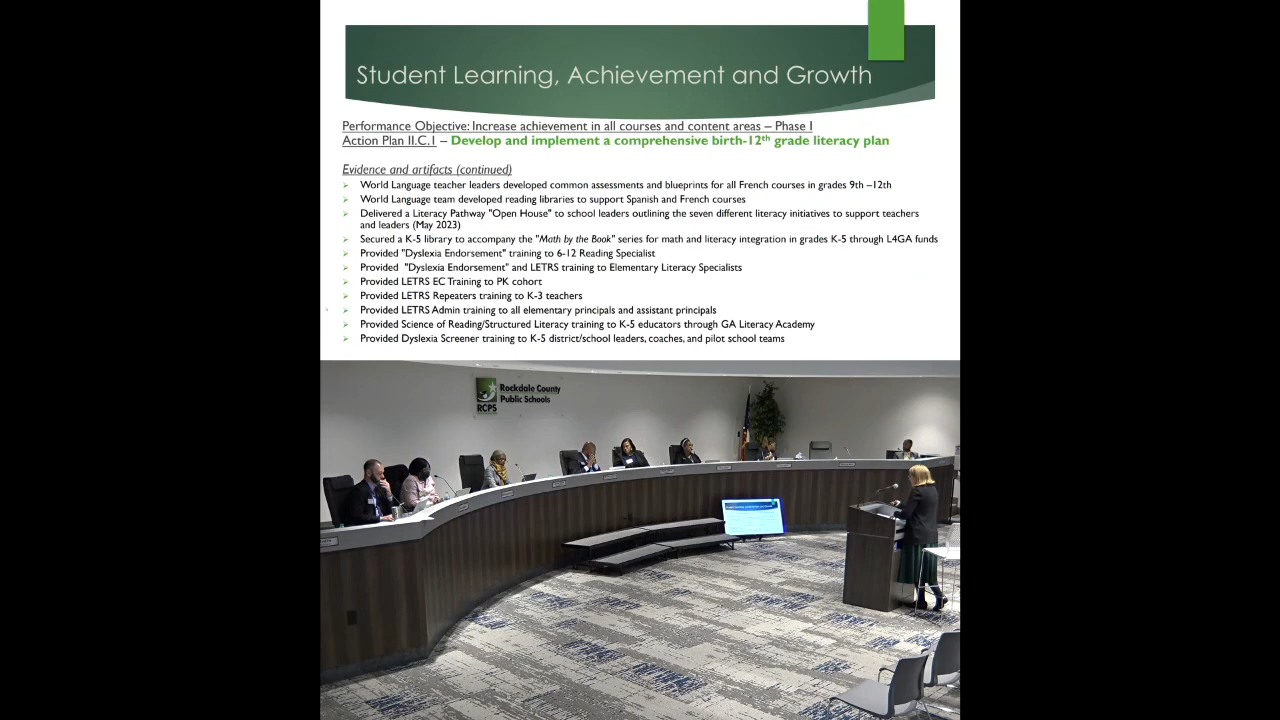 Student Learning, Achievement and Growth
Performance Objective: Increase achievement in all courses and content areas – Phase I
Action Plan II.C.1 – Develop and implement a comprehensive birth-12th grade literacy plan
Evidence and artifacts (continued)
World Language teacher leaders developed common assessments and blueprints for all French courses in grades 9th –12th
World Language team developed reading libraries to support Spanish and French courses
Delivered a Literacy Pathway "Open House" to school leaders outlining the seven different literacy initiatives to support teachers
and leaders (May 2023)
Secured a K-5 library to accompany the "Math by the Book" series for math and literacy integration in grades K-5 through L4GA funds
Provided "Dyslexia Endorsement" training to 6-12 Reading Specialist
Provided "Dyslexia Endorsement" and LETRS training to Elementary Literacy Specialists
Provided LETRS EC Training to PK cohort
Provided LETRS Repeaters training to K-3 teachers
Provided LETRS Admin training to all elementary principals and assistant principals
Provided Science of Reading/Structured Literacy training to K-5 educators through GA Literacy Academy
Provided Dyslexia Screener training to K-5 district/school leaders, coaches, and pilot school teams
Rockdale County
Public Schools
RCPS